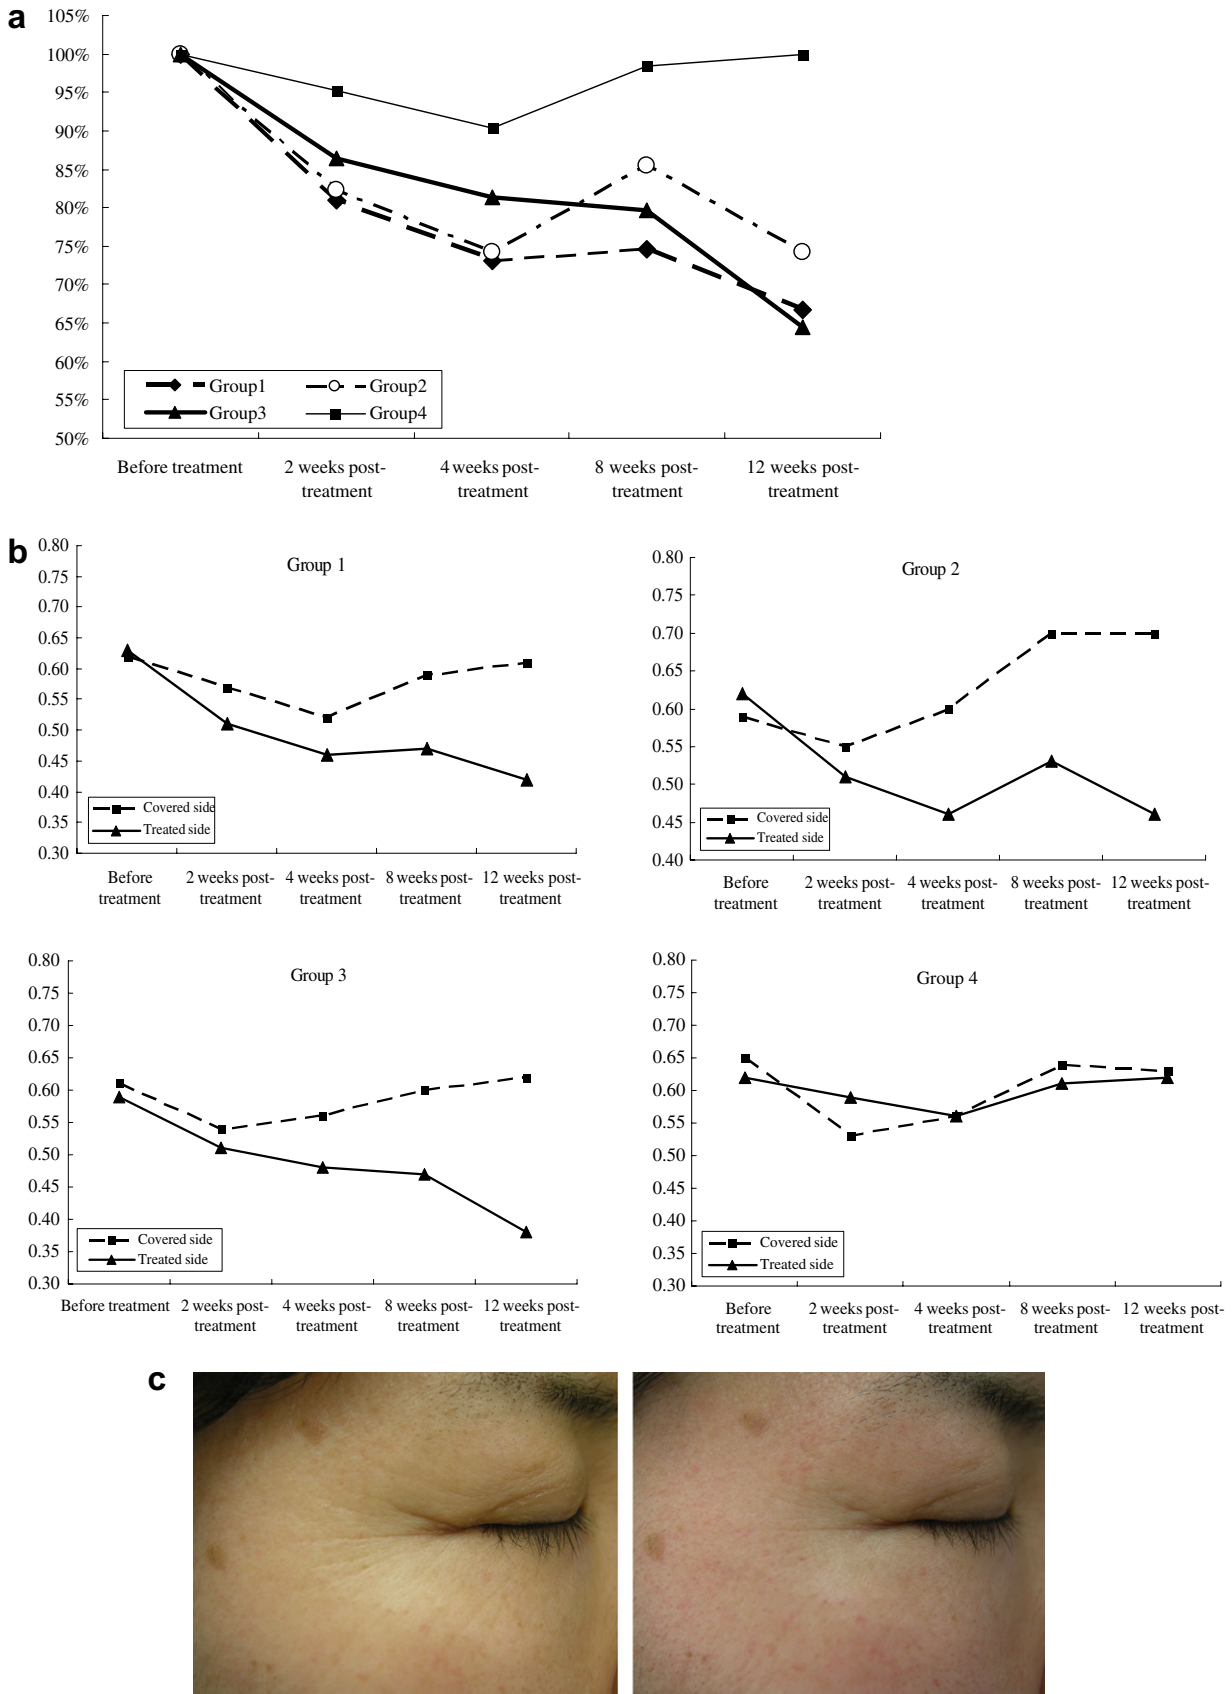 a
105%
100%
95%
90%
85%
80%
75%
70%
65%
60%
55%
50%
Group1 Group2
Group3 Group4
Before treatment 2 weeks post- 4 weeks post- 8 weeks post- 12 weeks post-
treatment treatment treatment treatment
b
Group 1
0.80
0.75
0.70
0.65
0.60
0.55
0.50
0.45
0.40
0.35
0.30
Covered side
Treated side
Before 2 weeks post- 4 weeks post- 8 weeks post- 12 weeks post-
treatment treatment treatment treatment treatment
Group 2
0.80
0.75
0.70
0.65
0.60
0.55
0.50
0.45
0.40
Covered side
Treated side
Before 2 weeks post- 4 weeks post- 8 weeks post- 12 weeks post-
treatment treatment treatment treatment treatment
Group 3
0.80
0.75
0.70
0.65
0.60
0.55
0.50
0.45
0.40
0.35
0.30
Covered side
Treated side
Before treatment 2 weeks post- 4 weeks post- 8 weeks post- 12 weeks post-
treatment treatment treatment treatment
Group 4
0.80
0.75
0.70
0.65
0.60
0.55
0.50
0.45
0.40
0.35
0.30
Covered side
Treated side
Before 2 weeks post- 4 weeks post- 8 weeks post- 12 weeks post-
treatment treatment treatment treatment treatment
c